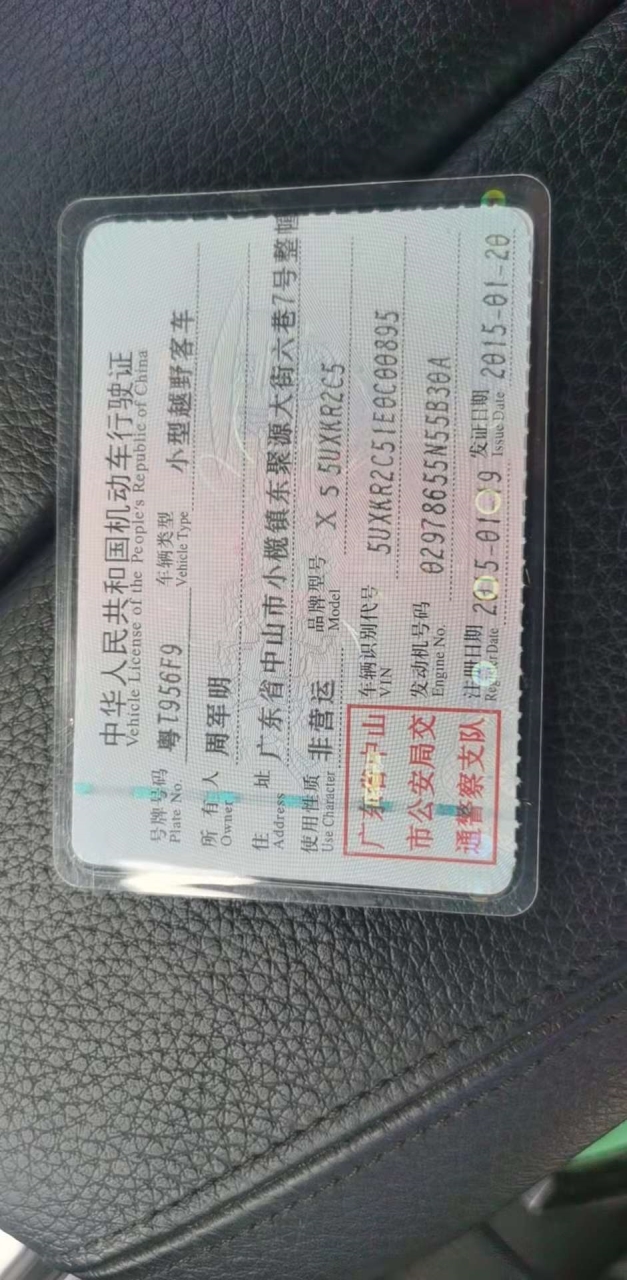 中华人民共和国机动车行驶证
Vehicle License of the People's Republic of China
号牌号码 粤T956F9 车辆类型 小型越野客车
Plate No. Vehicle Type
所有人 周军明
Owner
住址 广东省中山市小榄镇东聚源大街六巷7号整幢
Address
使用性质 非营运 品牌型号 X5 5UXKR2C5
Use Character Model
广东省中山
市公安局交
通警察支队
车辆识别代号 5UXKR2C51E0C00895
VIN
发动机号码 02978655N55B30A
Engine No.
注册日期 2015-01-19 发证日期 2015-01-20
Register Date Issue Date